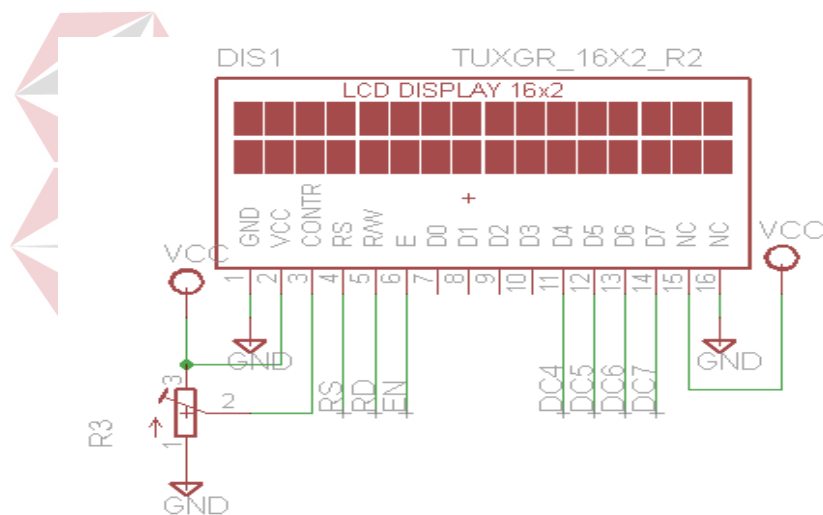 DIS1 TUXGR_16X2_R2
LCD DISPLAY 16x2
GND VCC CONTR RS R/W E D0 D1 D2 D3 D4 D5 D6 D7 NC NC
VCC VCC
1 2 3 4 5 6 7 8 9 10 11 12 13 14 15 16
GND GND
3
2
RS RD EN DC4 DC5 DC6 DC7
R3
1
GND